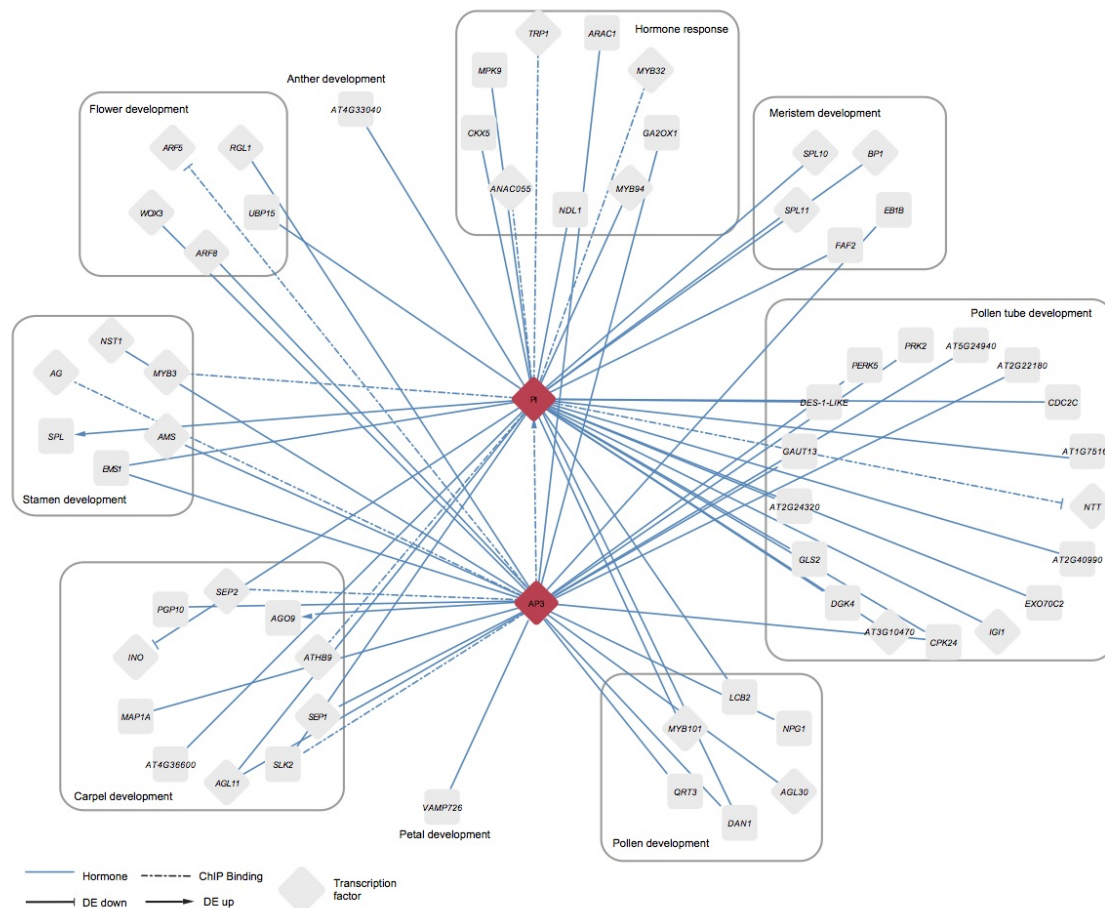 Hormone response
TRP1
ARAC1
MPK9
MYB32
CKX5
GA2OX1
ANAC055
MYB94
NDL1
Anther development
AT4G33040
Flower development
ARF5
RGL1
WOX3
UBP15
ARF8
Meristem development
SPL10
BP1
SPL11
EB1B
FAF2
Pollen tube development
PRK2
AT5G24940
PERK5
AT2G22180
DES-1-LIKE
CDC2C
GAUT13
AT1G7516
AT2G24320
NTT
GLS2
AT2G40990
DGK4
EXO70C2
AT3G10470
CPK24
IGI1
NST1
AG
MYB3
SPL
AMS
EMS1
Stamen development
PI
AP3
SEP2
PGP10
AGO9
INO
ATHB9
MAP1A
SEP1
AT4G36600
AGL11
SLK2
Carpel development
VAMP726
Petal development
LCB2
MYB101
NPG1
QRT3
AGL30
DAN1
Pollen development
Hormone
ChIP Binding
DE down
DE up
Transcription
factor